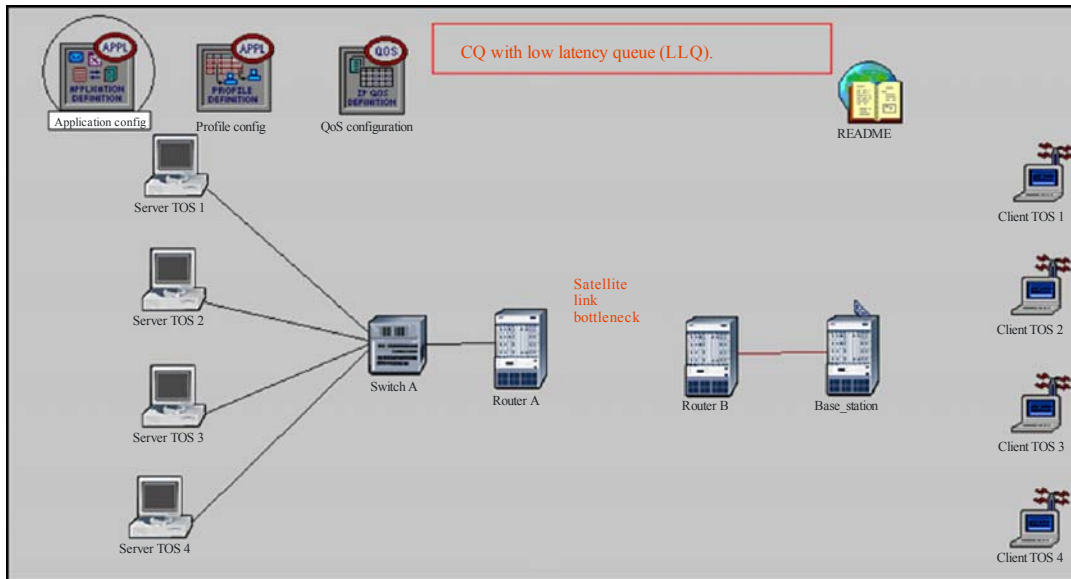 CQ with low latency queue (LLQ).
APPL
APPLICATION
DEFINITION
Application config
APPL
PROFILE
DEFINITION
Profile config
QOS
IP QOS
DEFINITION
QoS configuration
README
Server TOS 1
Server TOS 2
Server TOS 3
Server TOS 4
Switch A
Router A
Satellite
link
bottleneck
Router B
Base_station
Client TOS 1
Client TOS 2
Client TOS 3
Client TOS 4